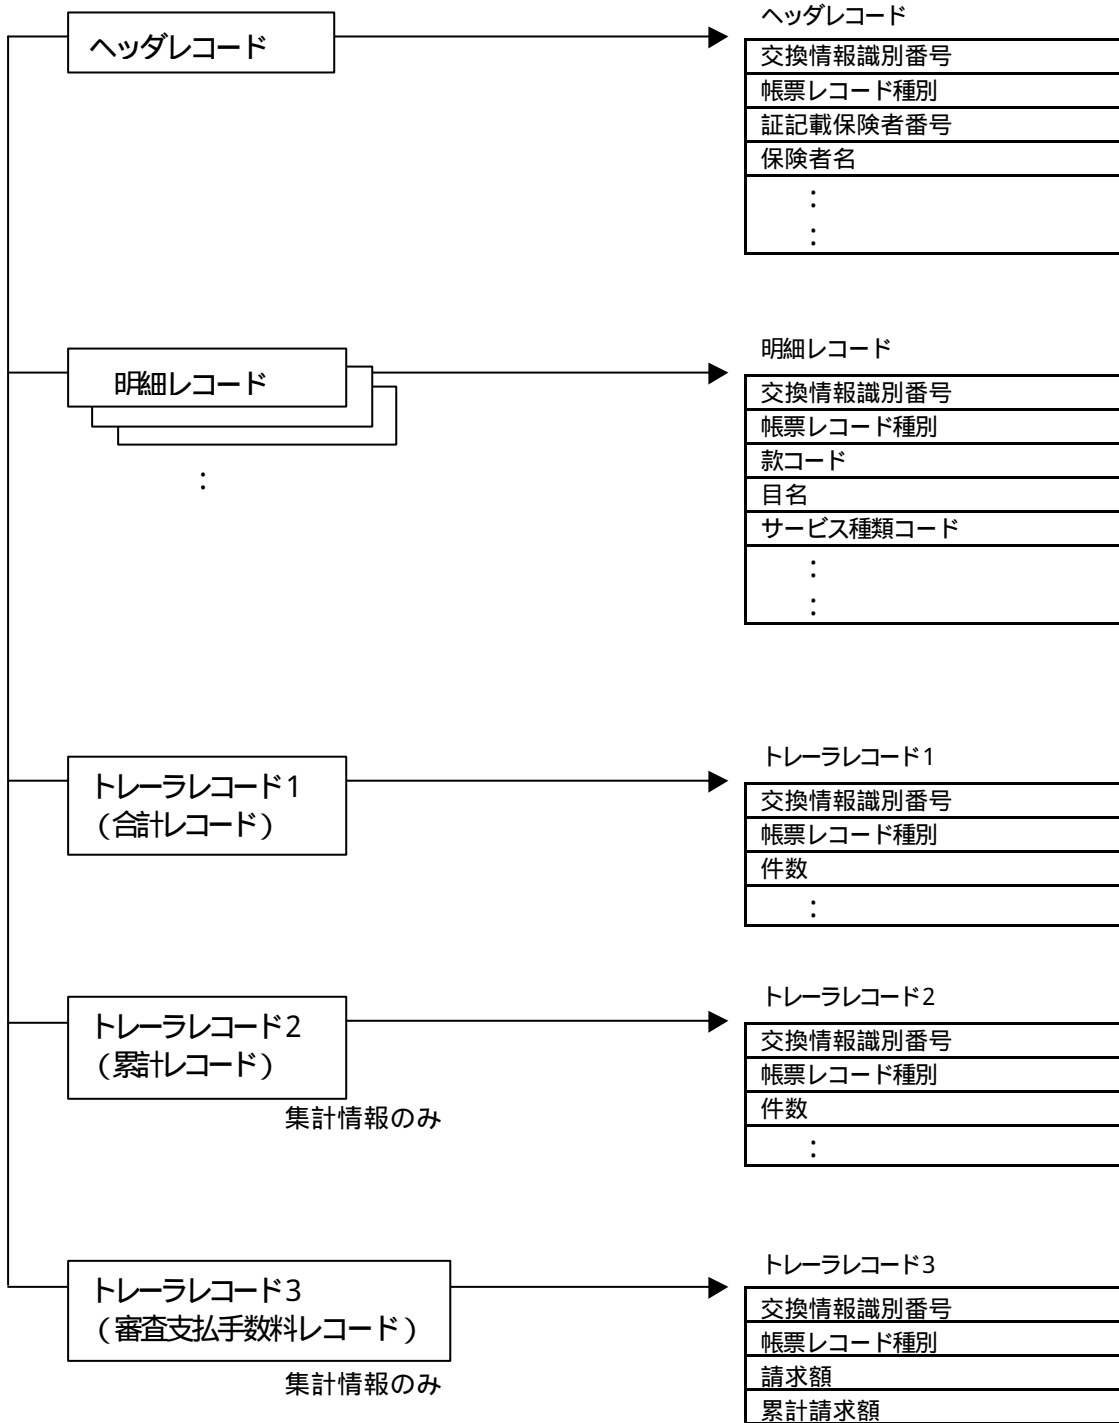 ヘッダレコード
ヘッダレコード
交換情報識別番号
帳票レコード種別
証記載保険者番号
保険者名
:
:
明細レコード
:
明細レコード
交換情報識別番号
帳票レコード種別
款コード
目名
サービス種類コード
:
:
トレーラレコード1
(合計レコード)
トレーラレコード1
交換情報識別番号
帳票レコード種別
件数
:
トレーラレコード2
(累計レコード)
集計情報のみ
トレーラレコード2
交換情報識別番号
帳票レコード種別
件数
:
トレーラレコード3
(審査支払手数料レコード)
集計情報のみ
トレーラレコード3
交換情報識別番号
帳票レコード種別
請求額
累計請求額